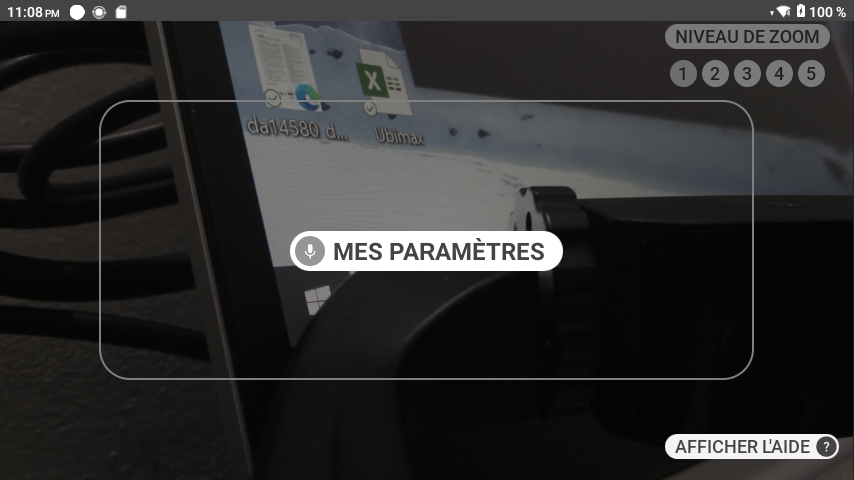 11:08 PM
100 %
NIVEAU DE ZOOM
1 2 3 4 5
da14580_d...
Ubimax
MES PARAMÈTRES
AFFICHER L'AIDE ?